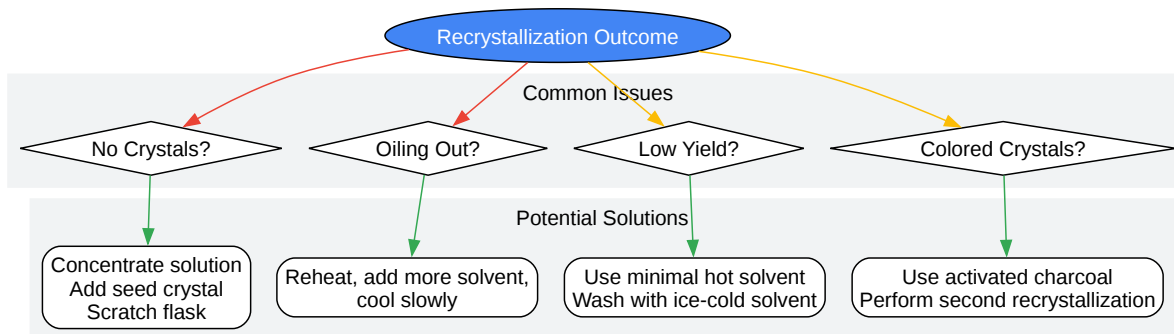 Recrystallization Outcome
Common Issues
No Crystals?
Oiling Out?
Low Yield?
Colored Crystals?
Potential Solutions
Concentrate solution
Add seed crystal
Scratch flask
Reheat, add more solvent,
cool slowly
Use minimal hot solvent
Wash with ice-cold solvent
Use activated charcoal
Perform second recrystallization